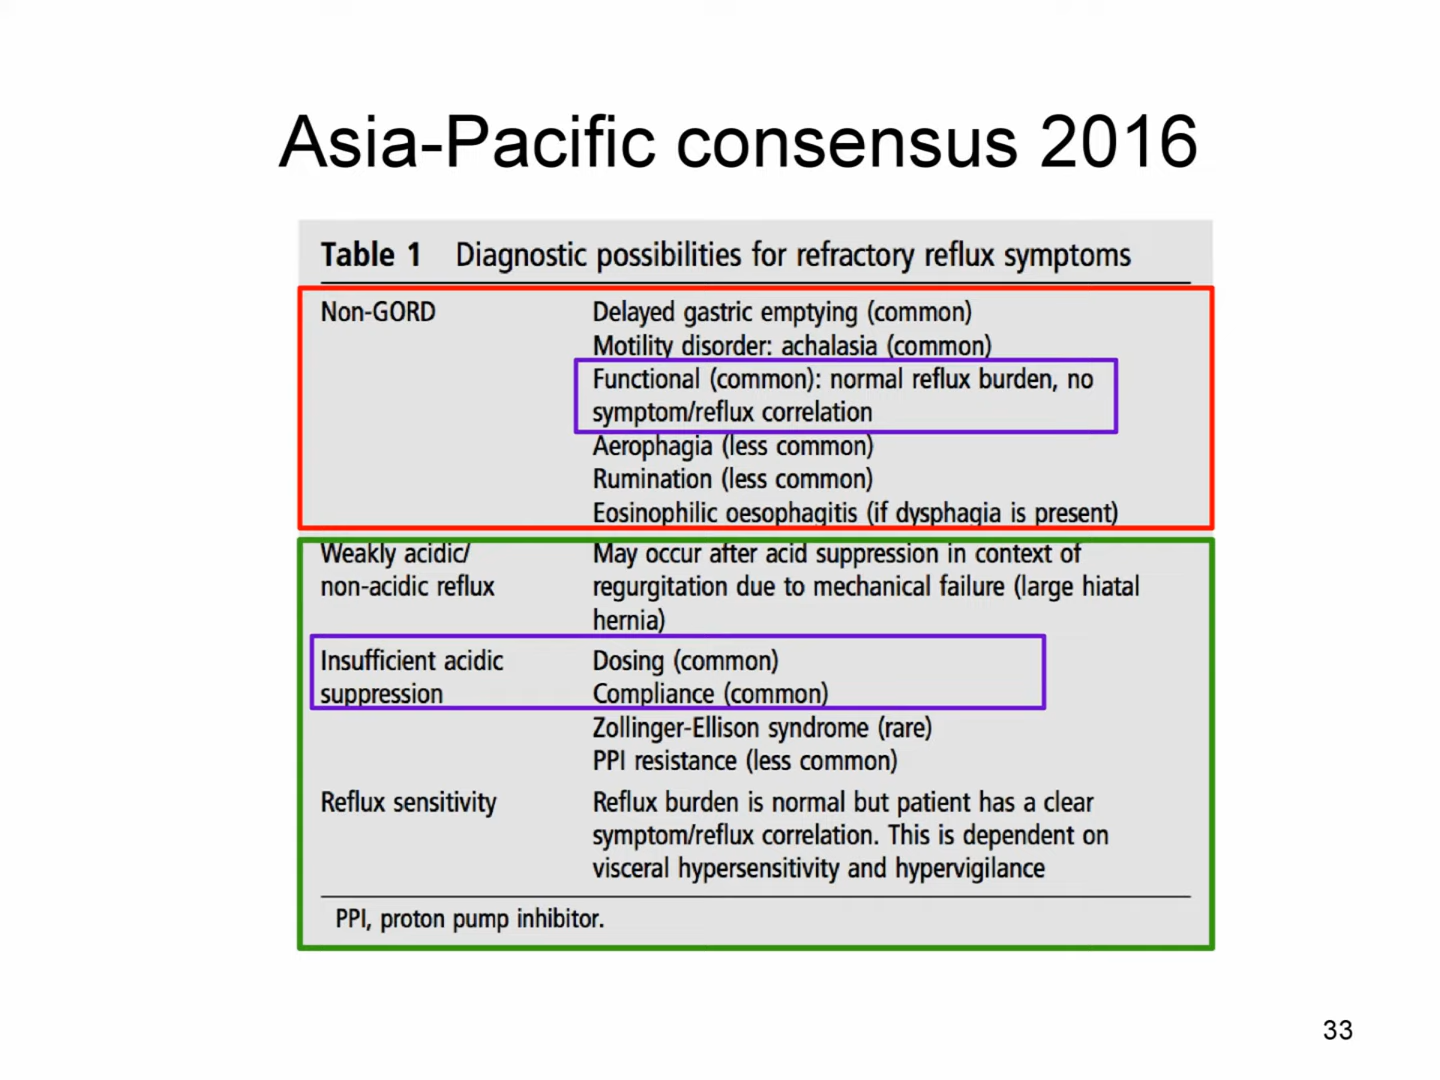 Asia-Pacific consensus 2016
Table 1 Diagnostic possibilities for refractory reflux symptoms
Non-GORD Delayed gastric emptying (common)
Motility disorder: achalasia (common)
Functional (common): normal reflux burden, no
symptom/reflux correlation
Aerophagia (less common)
Rumination (less common)
Eosinophilic oesophagitis (if dysphagia is present)
Weakly acidic/ May occur after acid suppression in context of
non-acidic reflux regurgitation due to mechanical failure (large hiatal
hernia)
Insufficient acidic Dosing (common)
suppression Compliance (common)
Zollinger-Ellison syndrome (rare)
PPI resistance (less common)
Reflux sensitivity Reflux burden is normal but patient has a clear
symptom/reflux correlation. This is dependent on
visceral hypersensitivity and hypervigilance
PPI, proton pump inhibitor.
33